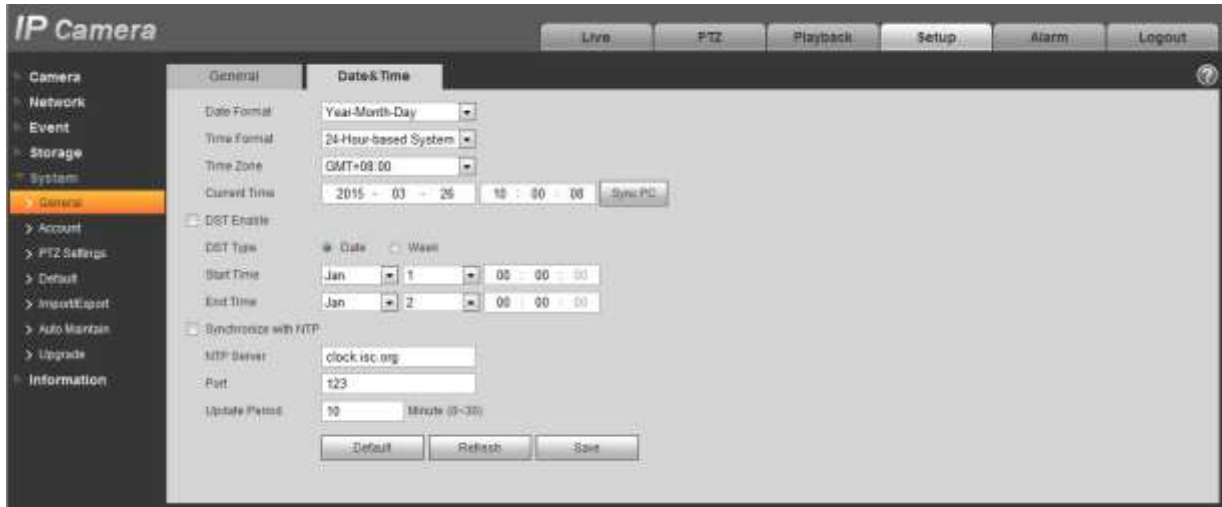 IP Camera
Live
PTZ
Playback
Setup
Alarm
Logout
Camera
Network
Event
Storage
System
General
Account
PTZ Settings
Default
Import/Export
Auto Maintain
Upgrade
Information
General
Date&Time
?
Date Format Year-Month-Day
Time Format 24-Hour-based System
Time Zone GMT+08:00
Current Time 2015 - 03 - 26 10 : 00 : 08 Sync PC
DST Enable
DST Type Date Week
Start Time Jan 1 00 : 00 : 00
End Time Jan 2 00 : 00 : 00
Synchronize with NTP
NTP Server clock.isc.org
Port 123
Update Period 10 Minute (0~30)
Default Refresh Save